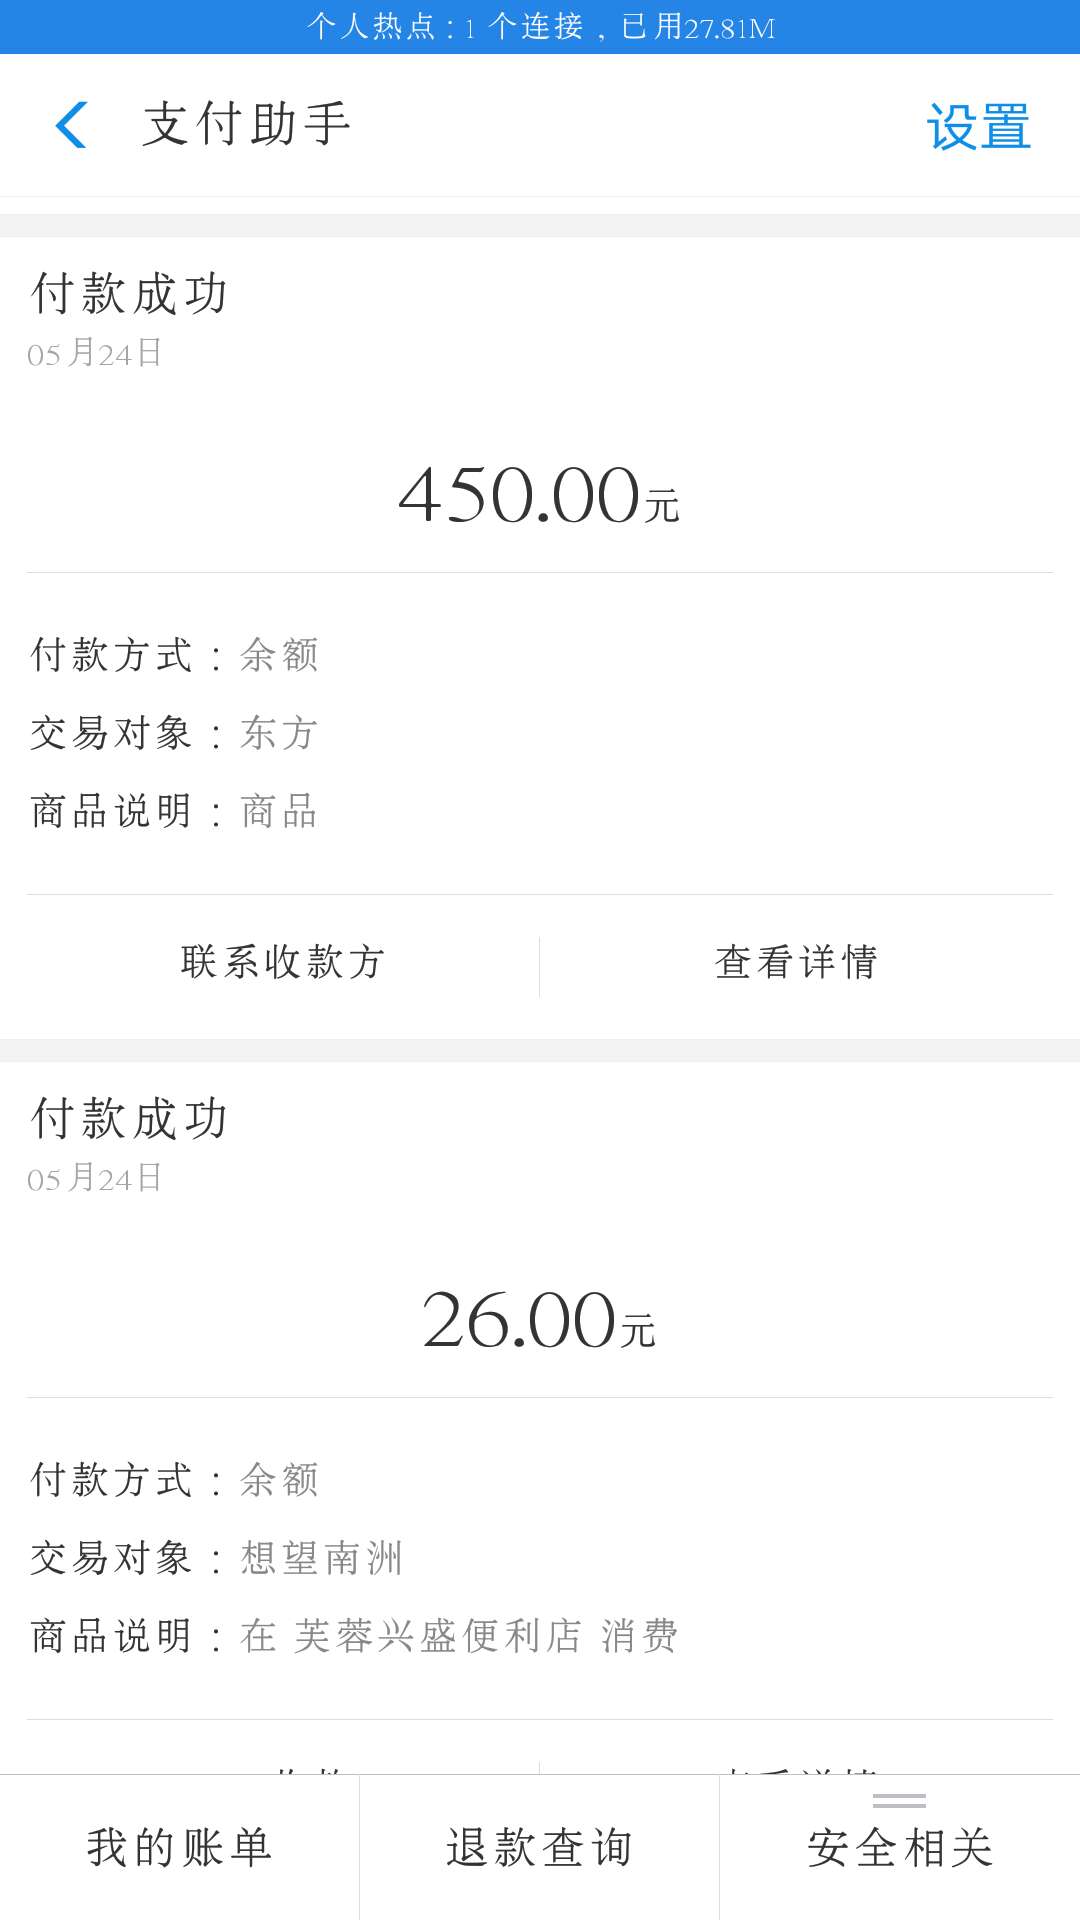 个人热点：1 个连接，已用27.81M
支付助手
设置
付款成功
05月24日
450.00元
付款方式：余额
交易对象：东方
商品说明：商品
联系收款方
查看详情
付款成功
05月24日
26.00元
付款方式：余额
交易对象：想望南洲
商品说明：在 芙蓉兴盛便利店 消费
查看详情
我的账单
退款查询
安全相关